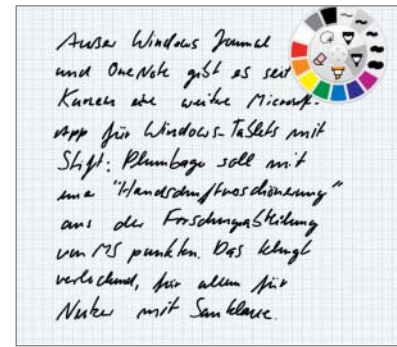 Außer Windows Journal
und OneNote gibt es seit
Kurzem eine weitere Microsoft-
App für Windows-Tablets mit
Stift: Plumbago soll mit
einer "Handschriftverschönerung"
aus der Forschungsabteilung
von MS punkten. Das klingt
verlockend, für allem für
Nutzer mit Sauklaue.